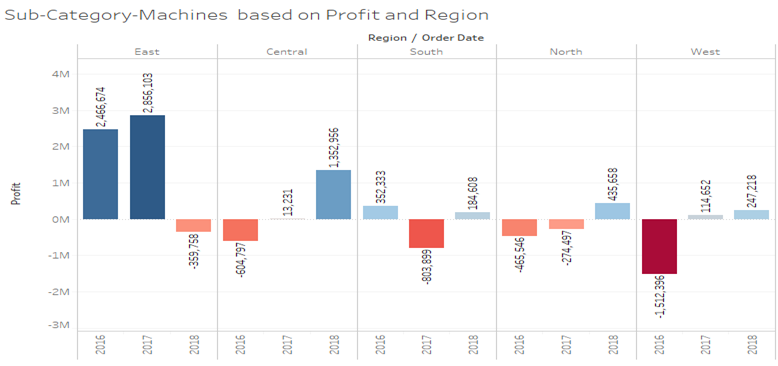 Sub-Category-Machines based on Profit and Region
Region / Order Date
East Central South North West
Profit
4M
3M
2M
1M
0M
-1M
-2M
-3M
2,466,674
2,856,103
-359,758
-604,797
13,231
1,352,956
352,333
-803,899
184,608
-465,546
-274,497
435,658
-1,512,396
114,652
247,218
2016 2017 2018 2016 2017 2018 2016 2017 2018 2016 2017 2018 2016 2017 2018